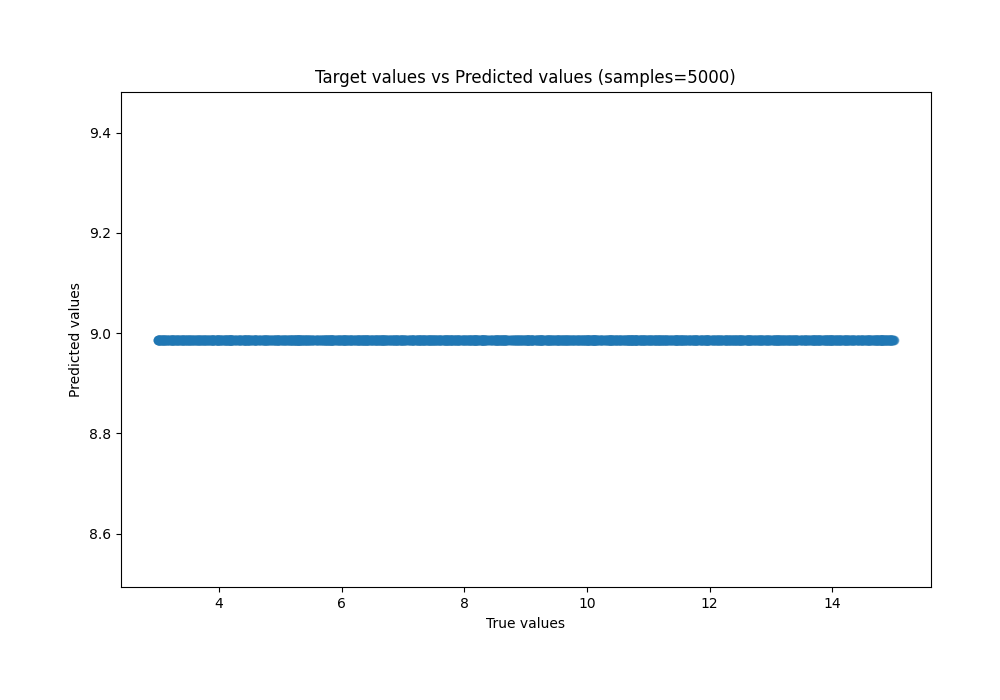 Target values vs Predicted values (samples=5000)
9.4
9.2
9.0
8.8
8.6
Predicted values
4 6 8 10 12 14
True values